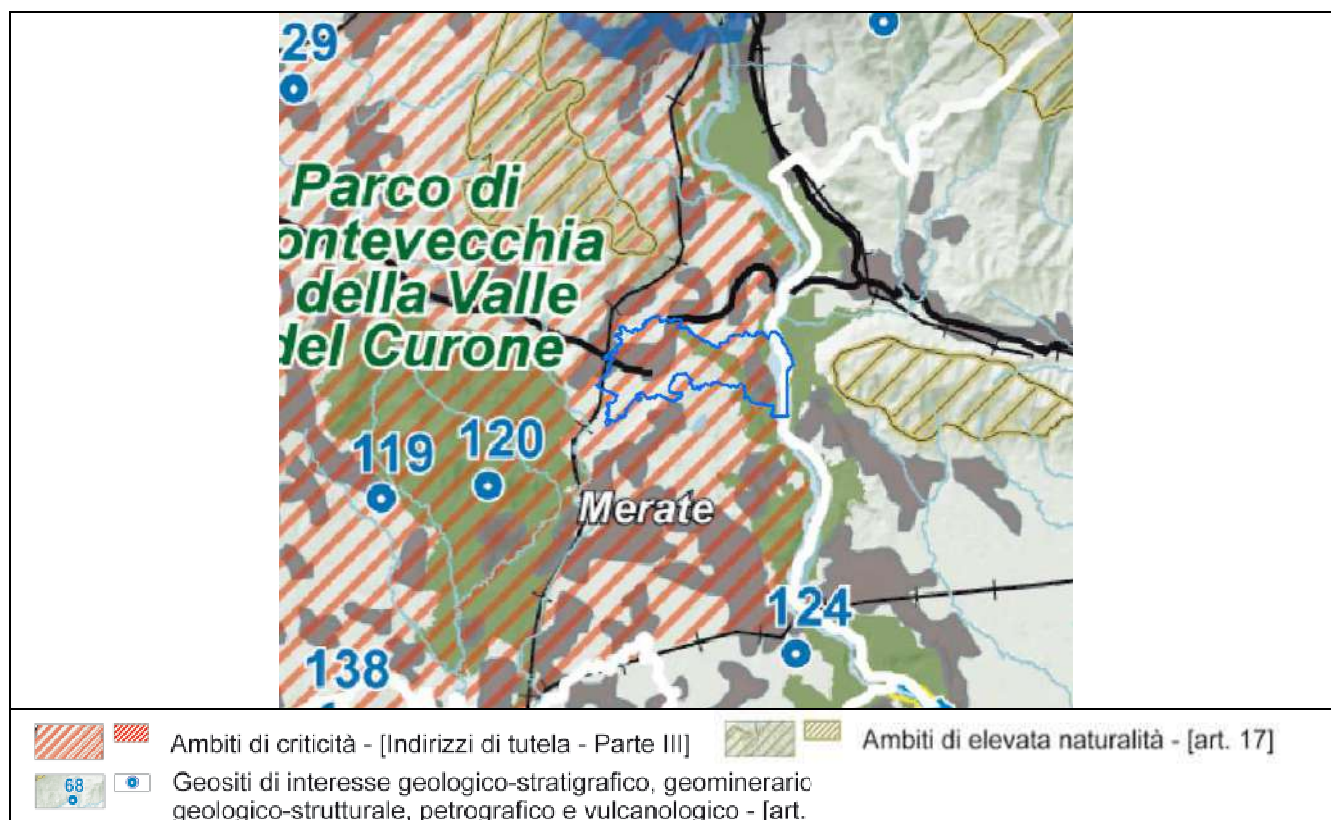 29
Parco di
ontevecchia
della Valle
del Curone
119
120
Merate
124
138
Ambiti di criticità - [Indirizzi di tutela - Parte III]
Ambiti di elevata naturalità - [art. 17]
68
Geositi di interesse geologico-stratigrafico, geominerario
geologico-strutturale, petrografico e vulcanologico - [art.